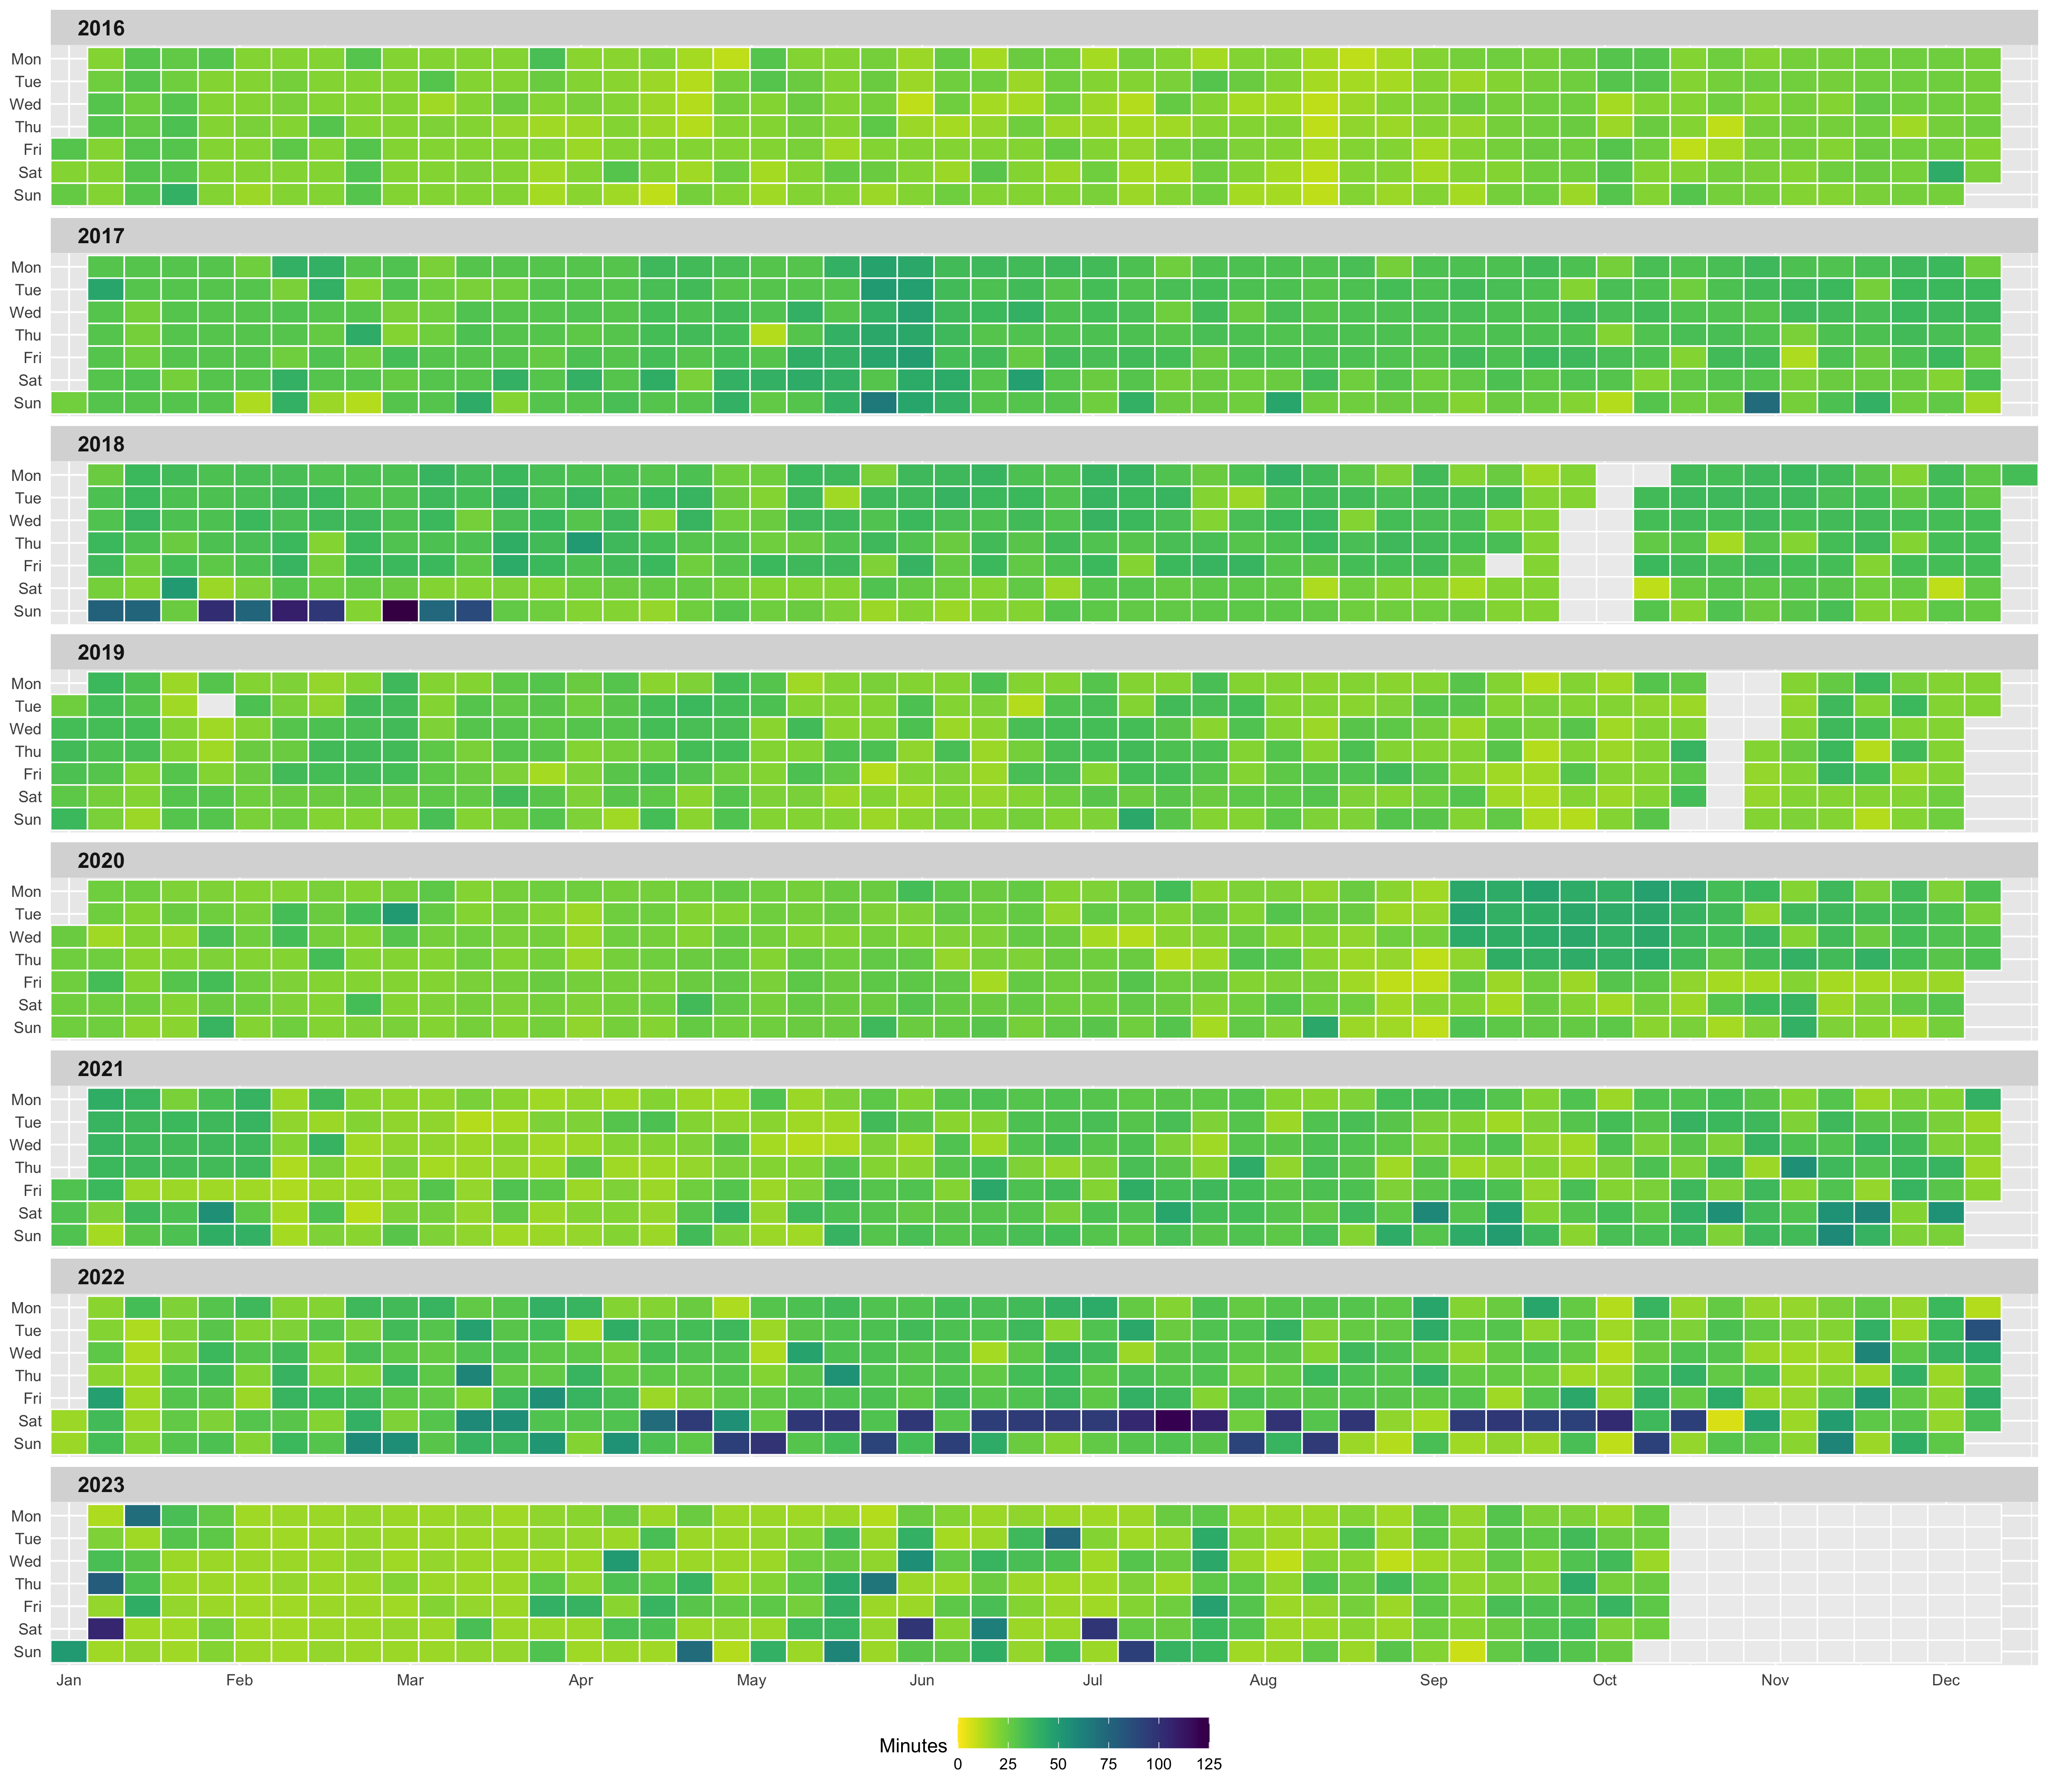 2016
Mon
Tue
Wed
Thu
Fri
Sat
Sun
2017
Mon
Tue
Wed
Thu
Fri
Sat
Sun
2018
Mon
Tue
Wed
Thu
Fri
Sat
Sun
2019
Mon
Tue
Wed
Thu
Fri
Sat
Sun
2020
Mon
Tue
Wed
Thu
Fri
Sat
Sun
2021
Mon
Tue
Wed
Thu
Fri
Sat
Sun
2022
Mon
Tue
Wed
Thu
Fri
Sat
Sun
2023
Mon
Tue
Wed
Thu
Fri
Sat
Sun
Jan Feb Mar Apr May Jun Jul Aug Sep Oct Nov Dec
Minutes
0 25 50 75 100 125